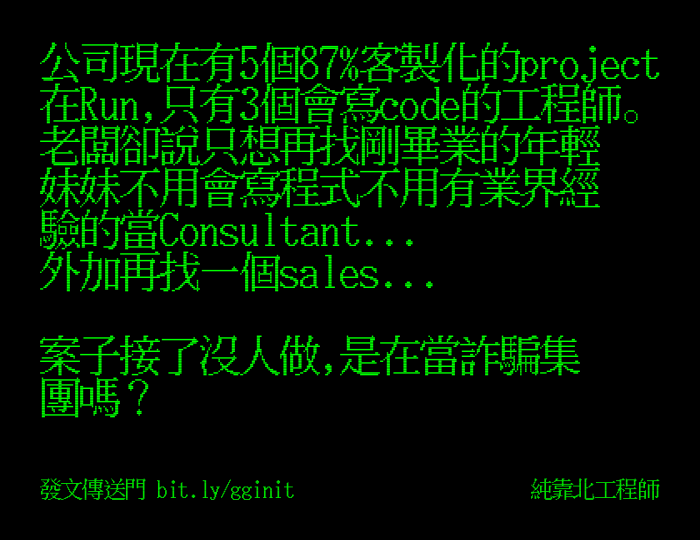 公司現在有5個87%客製化的project
在Run,只有3個會寫code的工程師。
老闆卻說只想再找剛畢業的年輕
妹妹不用會寫程式不用有業界經
驗的當Consultant...
外加再找一個sales...
案子接了沒人做,是在當詐騙集
團嗎？
發文傳送門 bit.ly/gginit
純靠北工程師